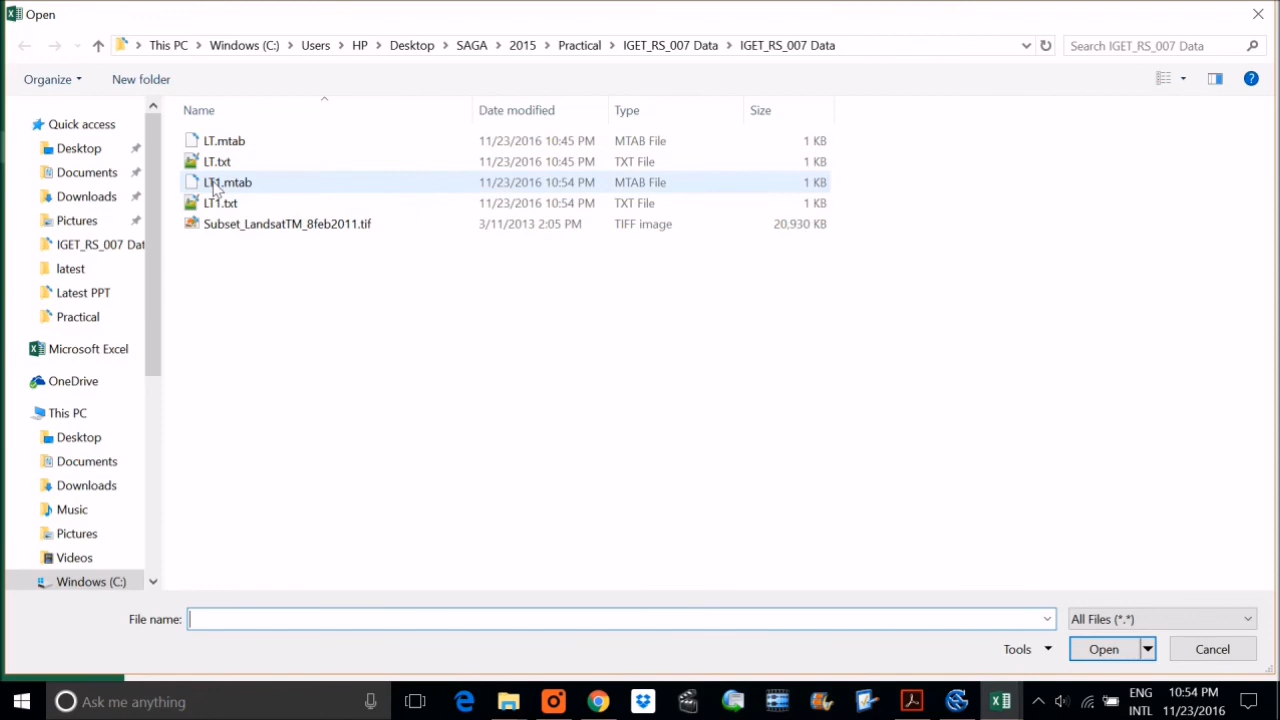 Open
This PC > Windows (C:) > Users > HP > Desktop > SAGA > 2015 > Practical > IGET_RS_007 Data > IGET_RS_007 Data
Search IGET_RS_007 Data
Organize
New folder
Name
Date modified
Type
Size
LT.mtab 11/23/2016 10:45 PM MTAB File 1 KB
LT.txt 11/23/2016 10:45 PM TXT File 1 KB
LT1.mtab 11/23/2016 10:54 PM MTAB File 1 KB
LT1.txt 11/23/2016 10:54 PM TXT File 1 KB
Subset_LandsatTM_8feb2011.tif 3/11/2013 2:05 PM TIFF image 20,930 KB
Quick access
Desktop
Documents
Downloads
Pictures
IGET_RS_007 Dat
latest
Latest PPT
Practical
Microsoft Excel
OneDrive
This PC
Desktop
Documents
Downloads
Music
Pictures
Videos
Windows (C:)
File name:
All Files (*.*)
Tools
Open
Cancel
Ask me anything
ENG
INTL
10:54 PM
11/23/2016